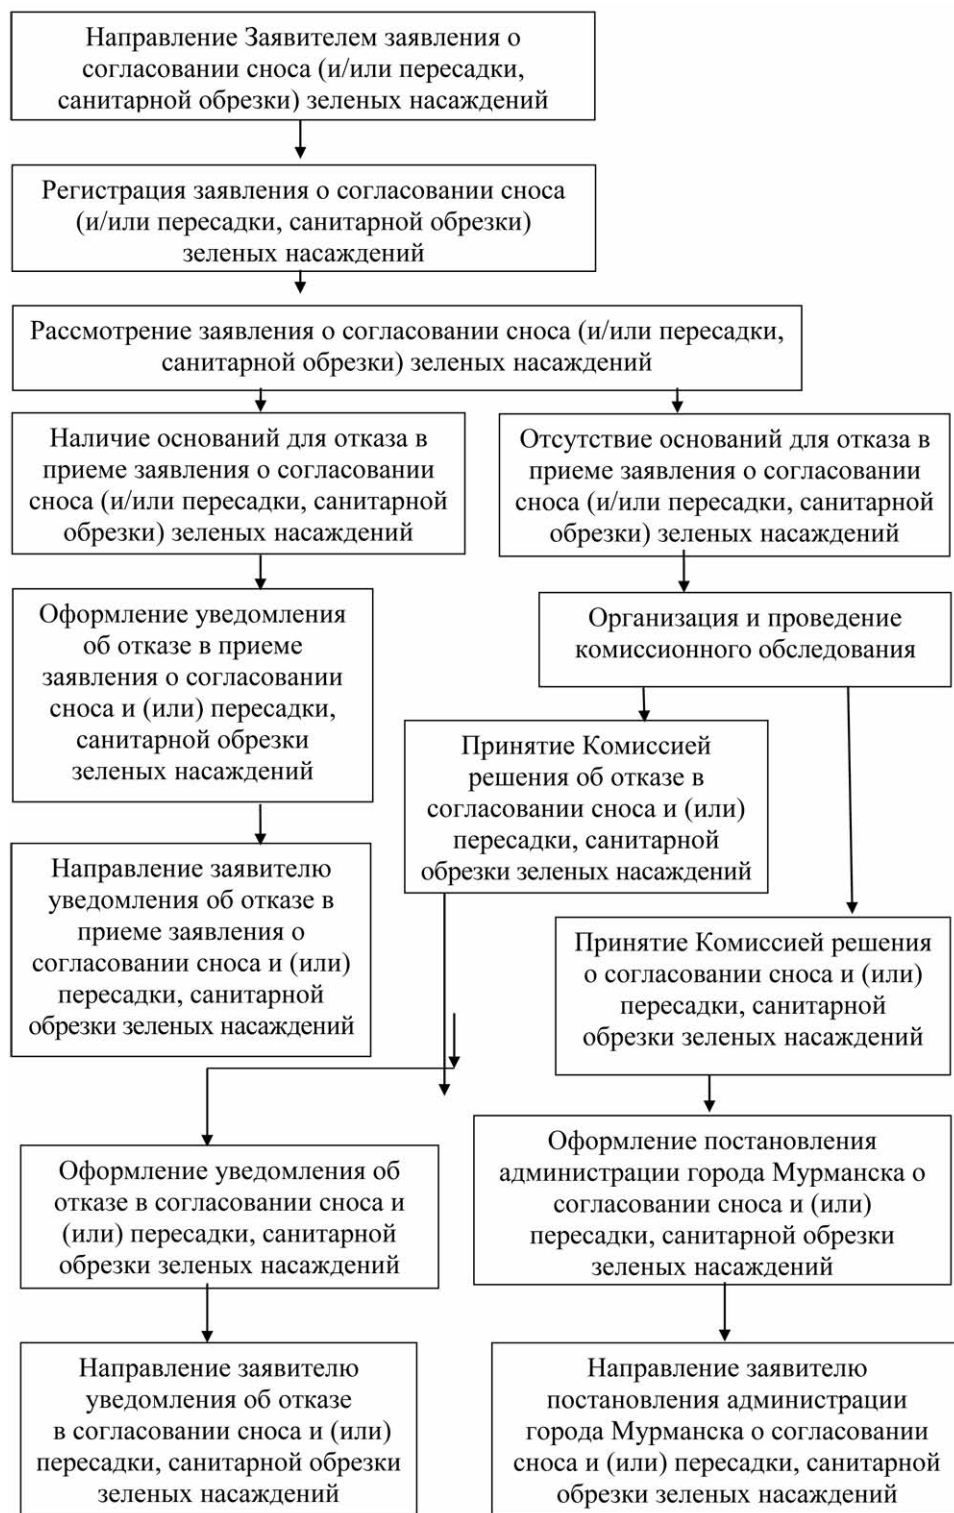 Направление Заявителем заявления о
согласовании сноса (и/или пересадки,
санитарной обрезки) зеленых насаждений
Регистрация заявления о согласовании сноса
(и/или пересадки, санитарной обрезки)
зеленых насаждений
Рассмотрение заявления о согласовании сноса (и/или пересадки,
санитарной обрезки) зеленых насаждений
Наличие оснований для отказа в
приеме заявления о согласовании
сноса (и/или пересадки, санитарной
обрезки) зеленых насаждений
Отсутствие оснований для отказа в
приеме заявления о согласовании
сноса (и/или пересадки, санитарной
обрезки) зеленых насаждений
Оформление уведомления
об отказе в приеме
заявления о согласовании
сноса и (или) пересадки,
санитарной обрезки
зеленых насаждений
Организация и проведение
комиссионного обследования
Принятие Комиссией
решения об отказе в
согласовании сноса и (или)
пересадки, санитарной
обрезки зеленых насаждений
Направление заявителю
уведомления об отказе в
приеме заявления о
согласовании сноса и (или)
пересадки, санитарной
обрезки зеленых насаждений
Принятие Комиссией решения
о согласовании сноса и (или)
пересадки, санитарной
обрезки зеленых насаждений
Оформление уведомления об
отказе в согласовании сноса и
(или) пересадки, санитарной
обрезки зеленых насаждений
Оформление постановления
администрации города Мурманска о
согласовании сноса и (или)
пересадки, санитарной обрезки
зеленых насаждений
Направление заявителю
уведомления об отказе
в согласовании сноса и (или)
пересадки, санитарной обрезки
зеленых насаждений
Направление заявителю
постановления администрации
города Мурманска о согласовании
сноса и (или) пересадки, санитарной
обрезки зеленых насаждений